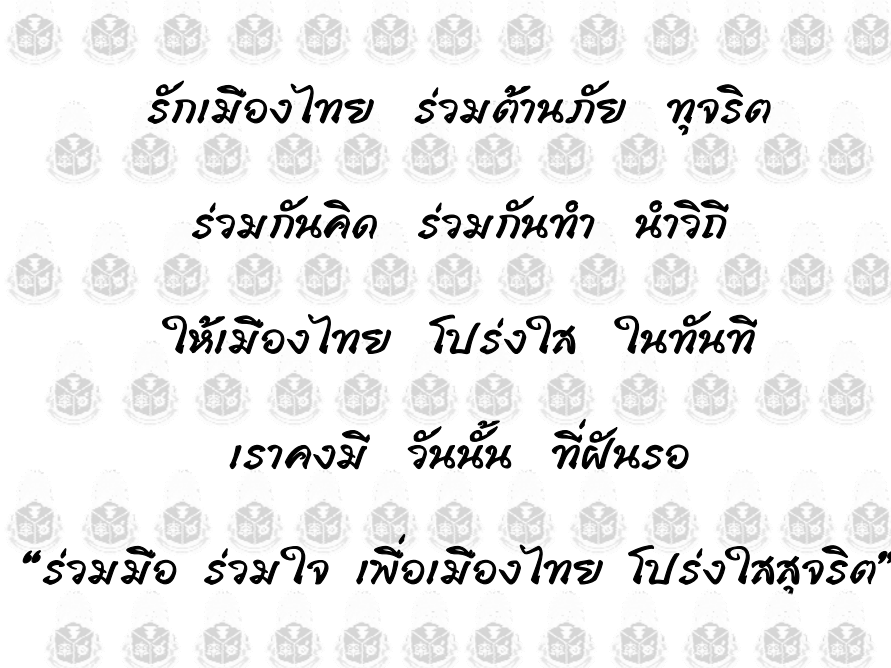 รักเมืองไทย ร่วมต้านภัย ทุจริต
ร่วมกันคิด ร่วมกันทำ นำวิถี
ให้เมืองไทย โปร่งใส ในทันที
เราคงมี วันนั้น ที่ฝันรอ
“ร่วมมือ ร่วมใจ เพื่อเมืองไทย โปร่งใสสุจริต”